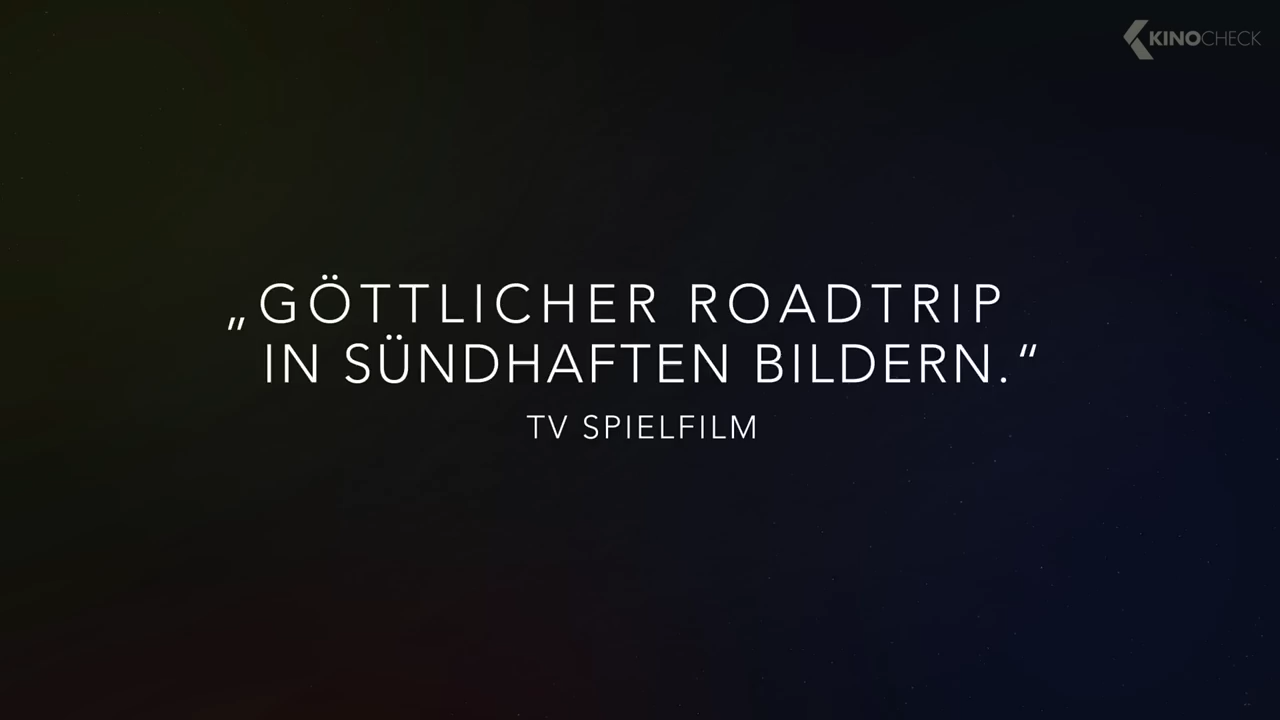 KINOCHECK
„GÖTTLICHER ROADTRIP
IN SÜNDHAFTEN BILDERN.“
TV SPIELFILM